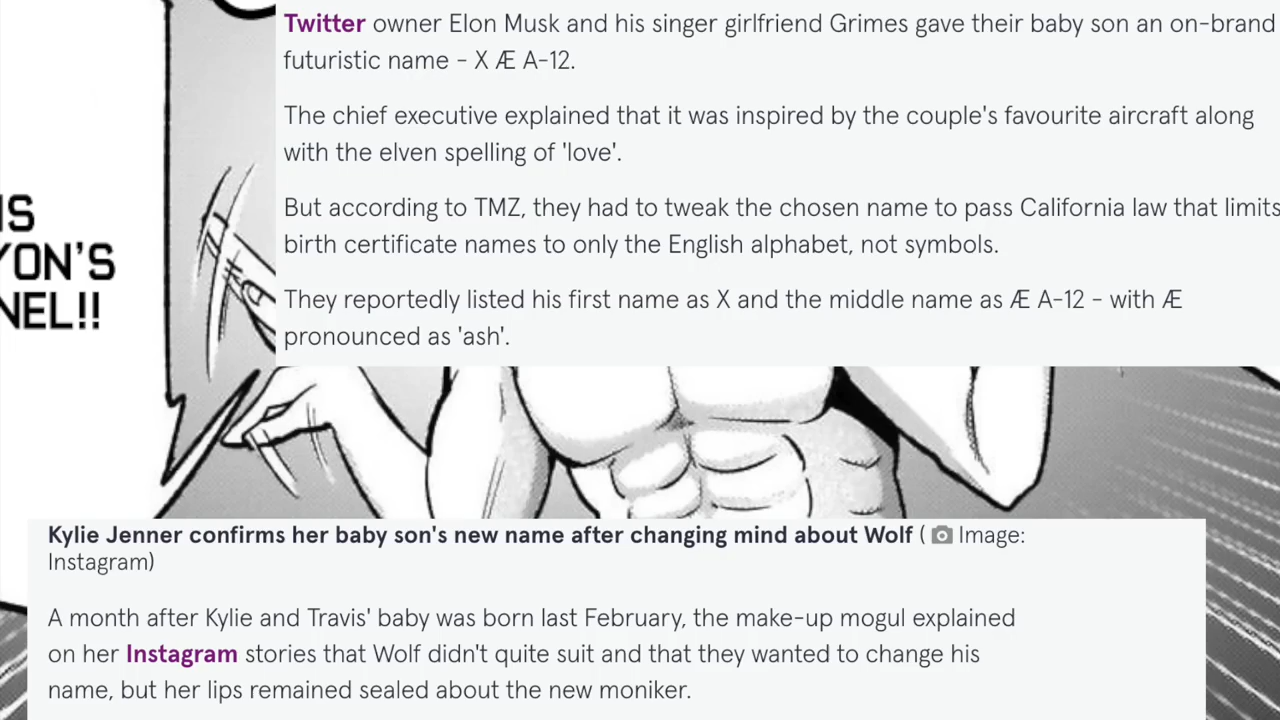 Twitter owner Elon Musk and his singer girlfriend Grimes gave their baby son an on-brand
futuristic name - X Æ A-12.
The chief executive explained that it was inspired by the couple's favourite aircraft along
with the elven spelling of 'love'.
But according to TMZ, they had to tweak the chosen name to pass California law that limits
birth certificate names to only the English alphabet, not symbols.
They reportedly listed his first name as X and the middle name as Æ A-12 - with Æ
pronounced as 'ash'.
YON'S
NEL!!
Kylie Jenner confirms her baby son's new name after changing mind about Wolf ( Image:
Instagram)
A month after Kylie and Travis' baby was born last February, the make-up mogul explained
on her Instagram stories that Wolf didn't quite suit and that they wanted to change his
name, but her lips remained sealed about the new moniker.